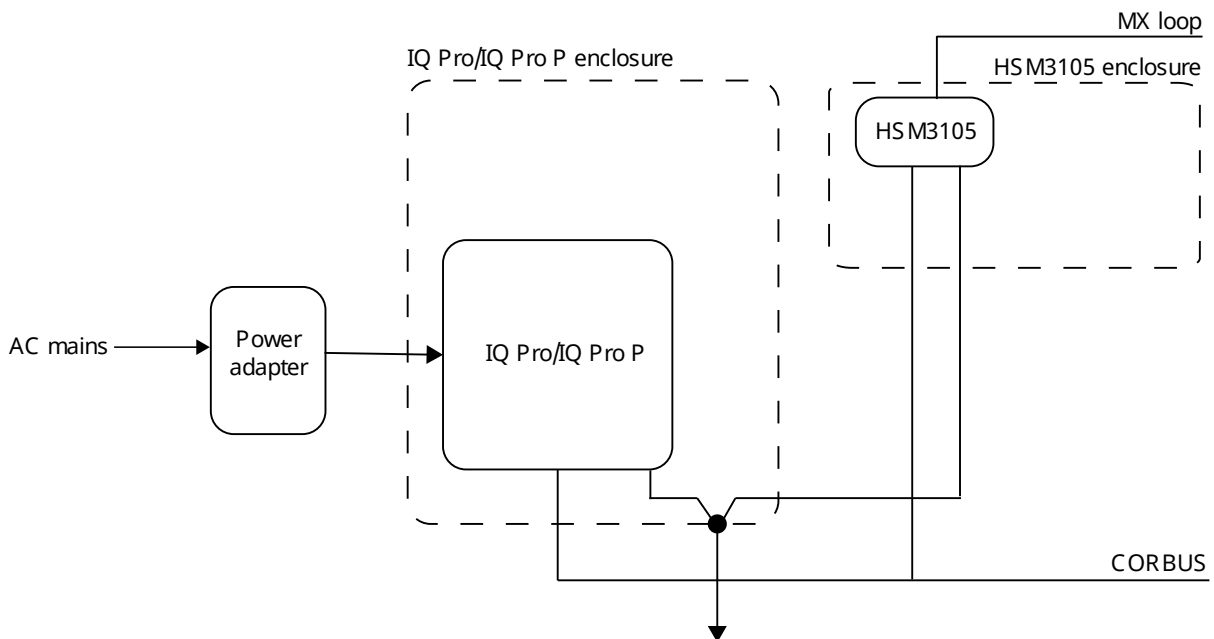 MX loop
IQ Pro/IQ Pro P enclosure
HSM3105 enclosure
HSM3105
AC mains
Power
adapter
IQ Pro/IQ Pro P
CORBUS